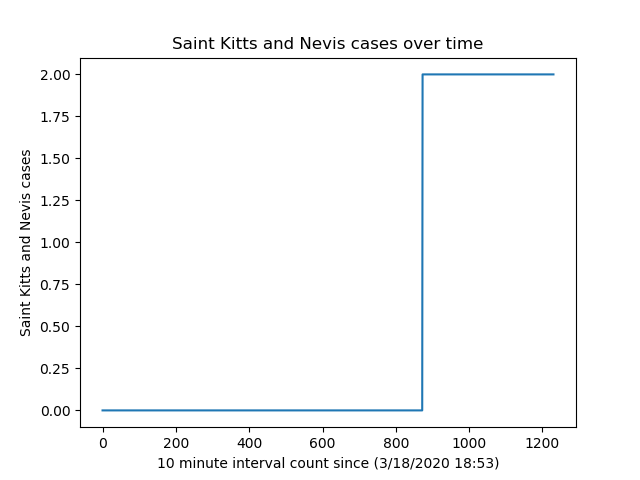 Saint Kitts and Nevis cases over time
Saint Kitts and Nevis cases
2.00
1.75
1.50
1.25
1.00
0.75
0.50
0.25
0.00
0 200 400 600 800 1000 1200
10 minute interval count since (3/18/2020 18:53)